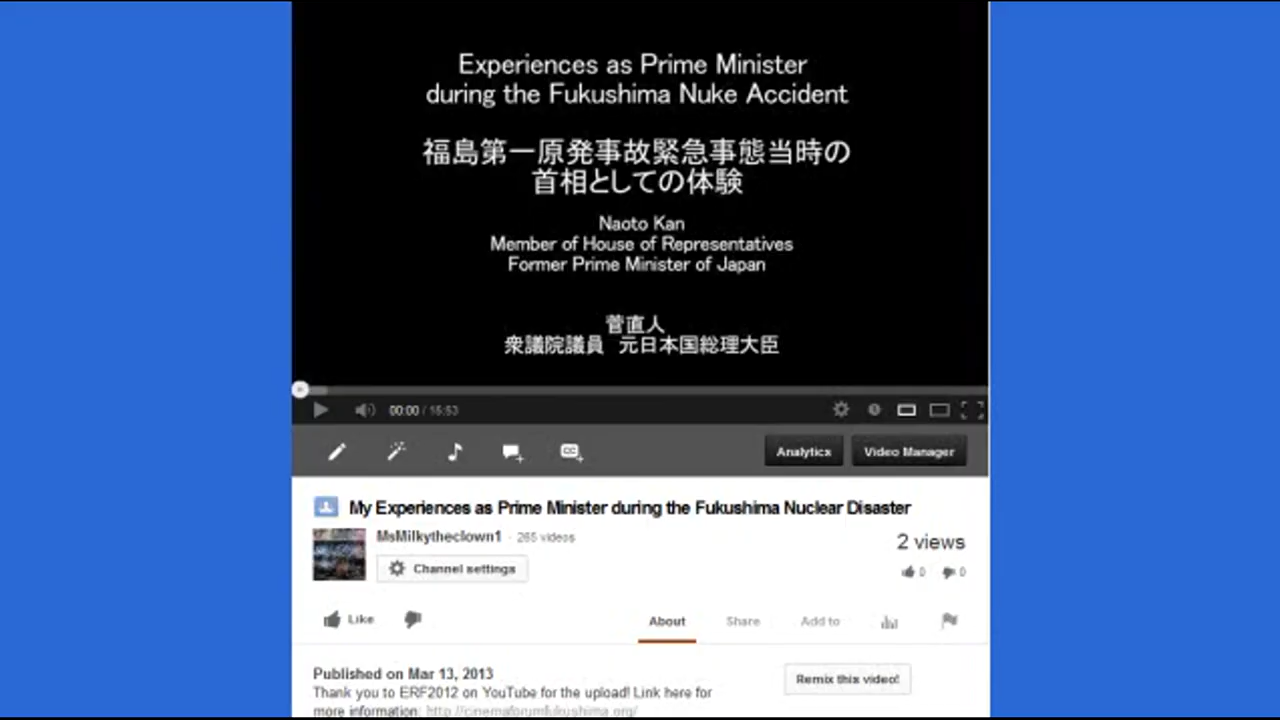 Experiences as Prime Minister
during the Fukushima Nuke Accident
福島第一原発事故緊急事態当時の
首相としての体験
Naoto Kan
Member of House of Representatives
Former Prime Minister of Japan
菅直人
衆議院議員 元日本国総理大臣
00:00 / 15:53
Analytics Video Manager
My Experiences as Prime Minister during the Fukushima Nuclear Disaster
MsMilkytheclown1 · 265 videos
2 views
Channel settings
0 0
Like About Share Add to
Published on Mar 13, 2013
Remix this video!
Thank you to ERF2012 on YouTube for the upload! Link here for
more information: http://cinemaforumfukushima.org/